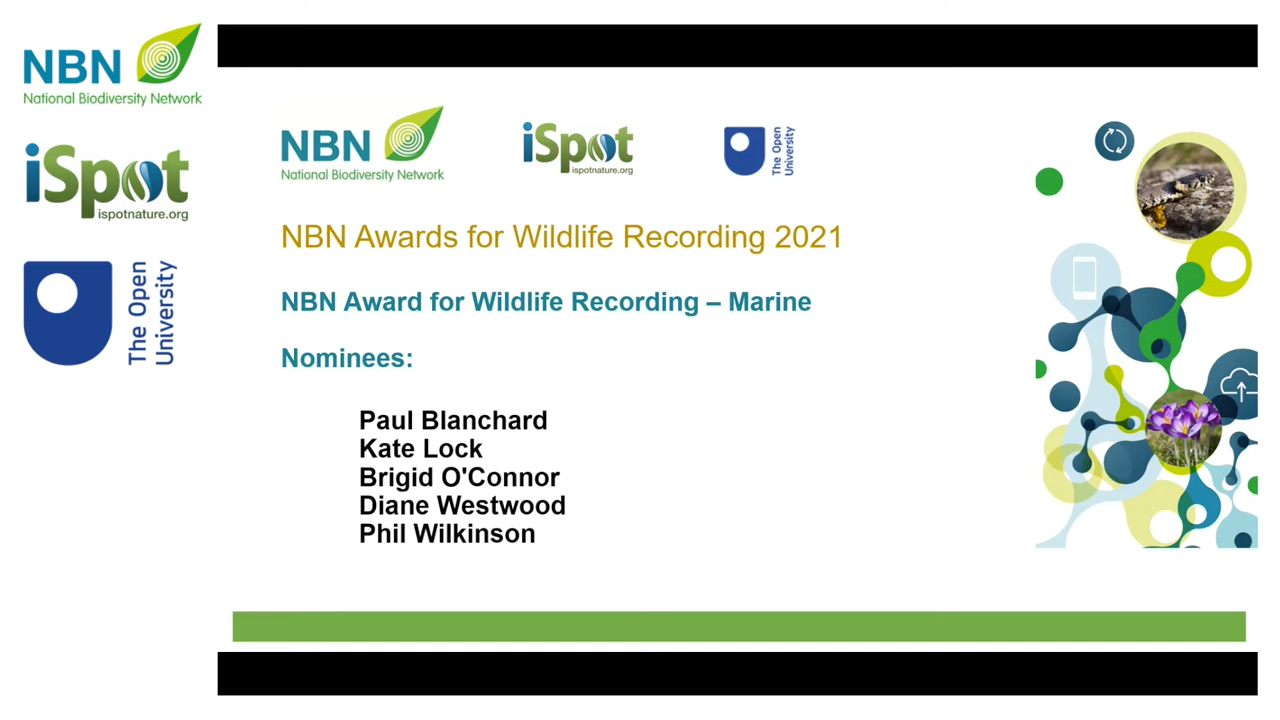 NBN
National Biodiversity Network
iSpot
ispotnature.org
The Open
University
NBN
National Biodiversity Network
iSpot
ispotnature.org
The Open
University
NBN Awards for Wildlife Recording 2021
NBN Award for Wildlife Recording – Marine
Nominees:
Paul Blanchard
Kate Lock
Brigid O'Connor
Diane Westwood
Phil Wilkinson